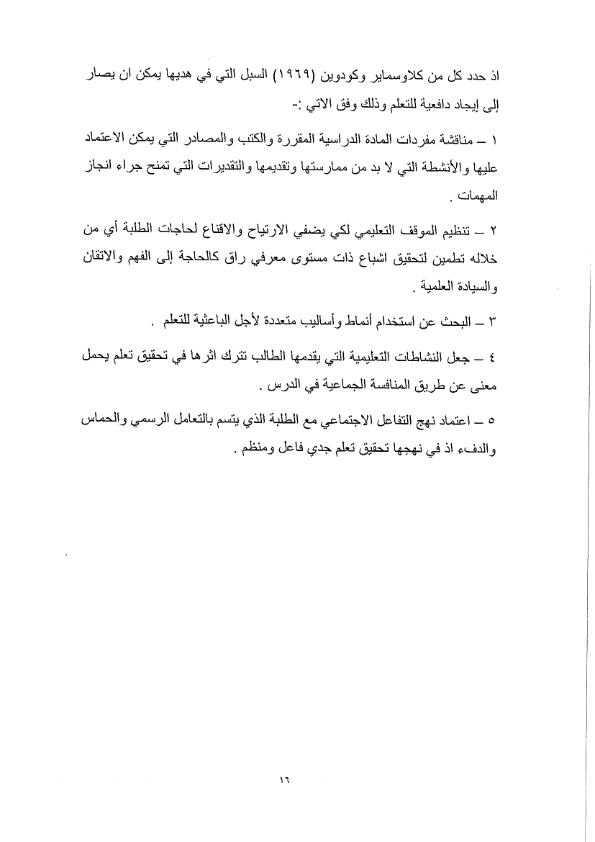 اذ حدد كل من كلاوسماير وكودوين (١٩٦٩) السبل التي في هديها يمكن ان يصار
إلى إيجاد دافعية للتعلم وذلك وفق الاتي :-
١ – مناقشة مفردات المادة الدراسية المقررة والكتب والمصادر التي يمكن الاعتماد
عليها والأنشطة التي لا بد من ممارستها وتقديمها والتقديرات التي تمنح جراء انجاز
المهمات .
٢ – تنظيم الموقف التعليمي لكي يضفي الارتياح والاقناع لحاجات الطلبة أي من
خلاله تطمين لتحقيق اشباع ذات مستوى معرفي راق كالحاجة إلى الفهم والاتقان
والسيادة العلمية .
٣ – البحث عن استخدام أنماط وأساليب متعددة لأجل الباعثية للتعلم .
٤ – جعل النشاطات التعليمية التي يقدمها الطالب تترك اثرها في تحقيق تعلم يحمل
معنى عن طريق المنافسة الجماعية في الدرس .
٥ – اعتماد نهج التفاعل الاجتماعي مع الطلبة الذي يتسم بالتعامل الرسمي والحماس
والدفء اذ في نهجها تحقيق تعلم جدي فاعل ومنظم .
١٦